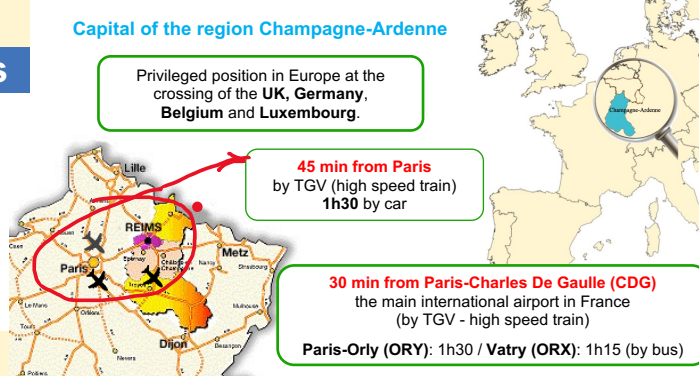 Capital of the region Champagne-Ardenne
s
Privileged position in Europe at the
crossing of the UK, Germany,
Belgium and Luxembourg.
Champagne-Ardenne
45 min from Paris
by TGV (high speed train)
1h30 by car
Lille
REIMS
Metz
Paris
Epernay
Nancy
Strasbourg
Troyes
Le Mans
Orléans
Mulhouse
Tours
Dijon
Besançon
Nevers
Poitiers
30 min from Paris-Charles De Gaulle (CDG)
the main international airport in France
(by TGV - high speed train)
Paris-Orly (ORY): 1h30 / Vatry (ORX): 1h15 (by bus)